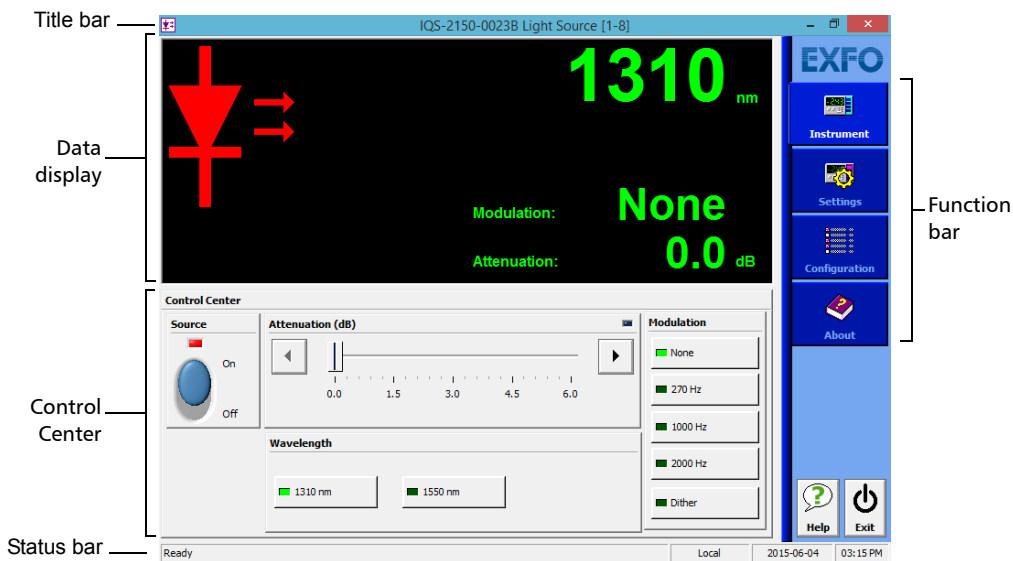 Title bar
IQS-2150-0023B Light Source [1-8]
Data
display
1310 nm
Modulation: None
Attenuation: 0.0 dB
EXFO
Instrument
Settings
Configuration
About
Function
bar
Control
Center
Control Center
Source
On
Off
Attenuation (dB)
0.0 1.5 3.0 4.5 6.0
Wavelength
1310 nm 1550 nm
Modulation
None
270 Hz
1000 Hz
2000 Hz
Dither
Help Exit
Status bar
Ready Local 2015-06-04 03:15 PM